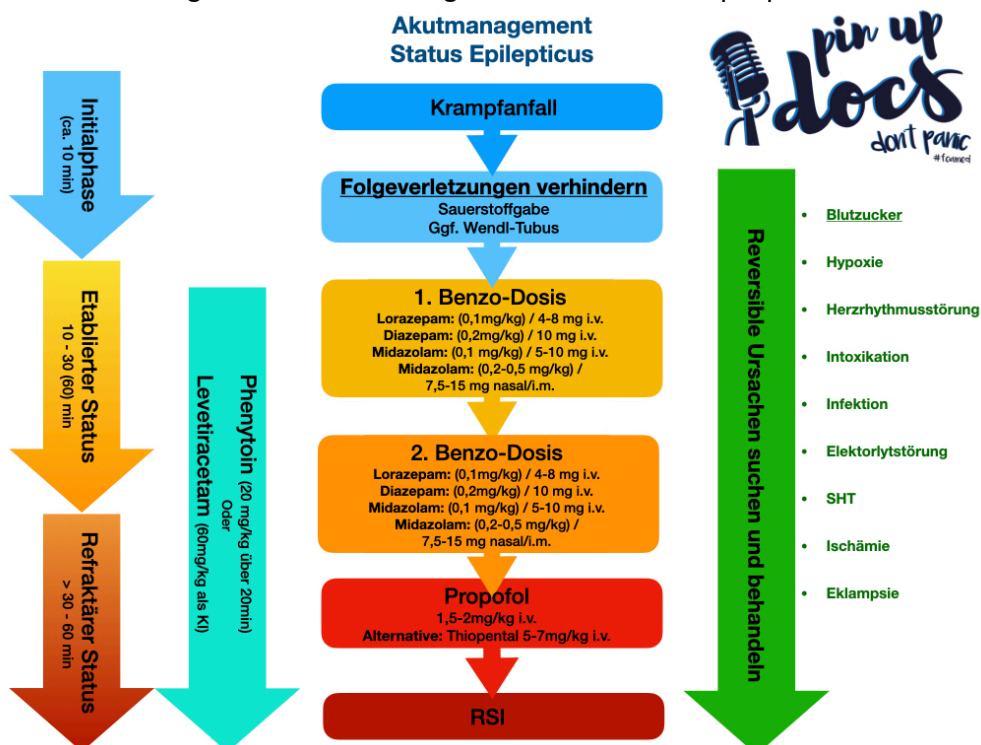 Akutmanagement
Status Epilepticus
pin up
docs
don't panic
#foamed
Krampfanfall
Folgeverletzungen verhindern
Sauerstoffgabe
Ggf. Wendl-Tubus
1. Benzo-Dosis
Lorazepam: (0,1mg/kg) / 4-8 mg i.v.
Diazepam: (0,2mg/kg) / 10 mg i.v.
Midazolam: (0,1 mg/kg) / 5-10 mg i.v.
Midazolam: (0,2-0,5 mg/kg) /
7,5-15 mg nasal/i.m.
2. Benzo-Dosis
Lorazepam: (0,1mg/kg) / 4-8 mg i.v.
Diazepam: (0,2mg/kg) / 10 mg i.v.
Midazolam: (0,1 mg/kg) / 5-10 mg i.v.
Midazolam: (0,2-0,5 mg/kg) /
7,5-15 mg nasal/i.m.
Propofol
1,5-2mg/kg i.v.
Alternative: Thiopental 5-7mg/kg i.v.
RSI
Initialphase
(ca. 10 min)
Etablierter Status
10 - 30 (60) min
Refraktärer Status
> 30 - 60 min
Phenytoin (20 mg/kg über 20min)
Oder
Levetiracetam (60mg/kg als KI)
Reversible Ursachen suchen und behandeln
• Blutzucker
• Hypoxie
• Herzrhythmusstörung
• Intoxikation
• Infektion
• Elektorlytstörung
• SHT
• Ischämie
• Eklampsie